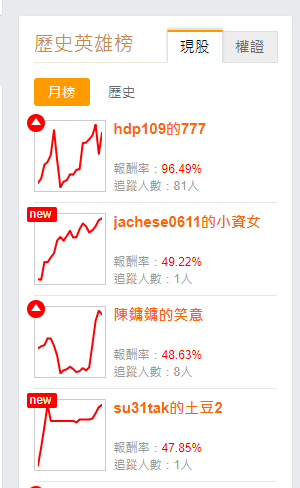 歷史英雄榜
現股
權證
月榜
歷史
hdp109的777
報酬率：96.49%
追蹤人數：81人
new
jachese0611的小資女
報酬率：49.22%
追蹤人數：1人
陳鏞鏞的笑意
報酬率：48.63%
追蹤人數：8人
new
su31tak的土豆2
報酬率：47.85%
追蹤人數：1人